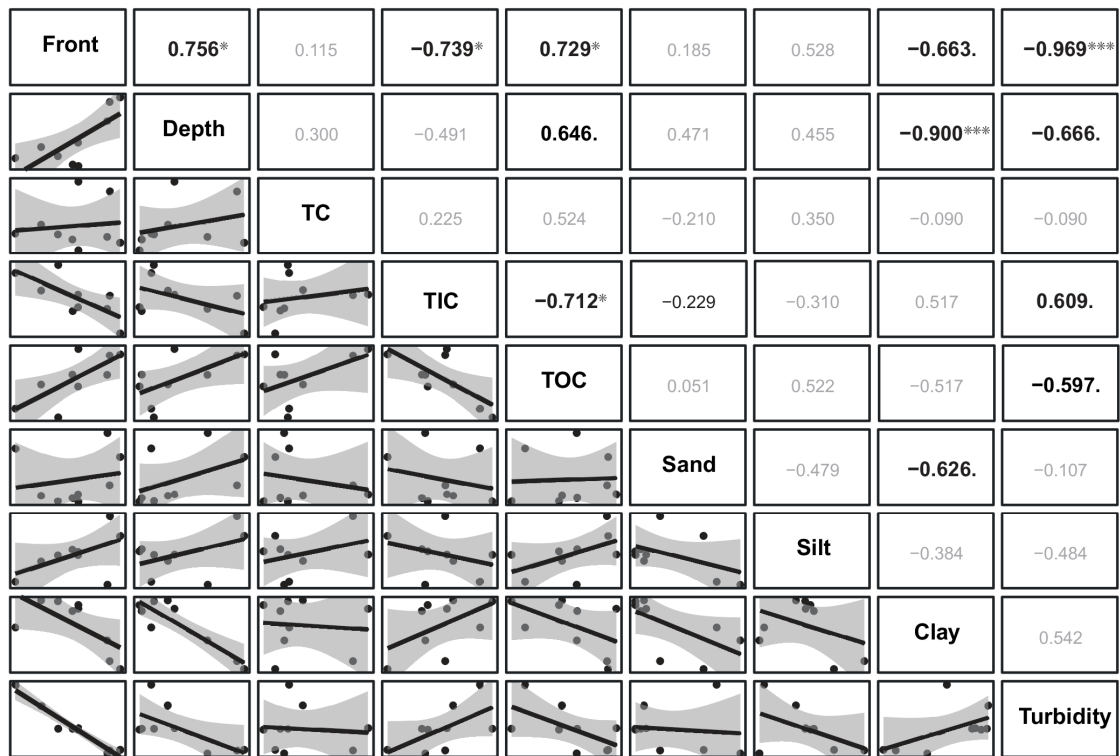 Front 0.756* 0.115 −0.739* 0.729* 0.185 0.528 −0.663. −0.969***
Depth 0.300 −0.491 0.646. 0.471 0.455 −0.900*** −0.666.
TC 0.225 0.524 −0.210 0.350 −0.090 −0.090
TIC −0.712* −0.229 −0.310 0.517 0.609.
TOC 0.051 0.522 −0.517 −0.597.
Sand −0.479 −0.626. −0.107
Silt −0.384 −0.484
Clay 0.542
Turbidity